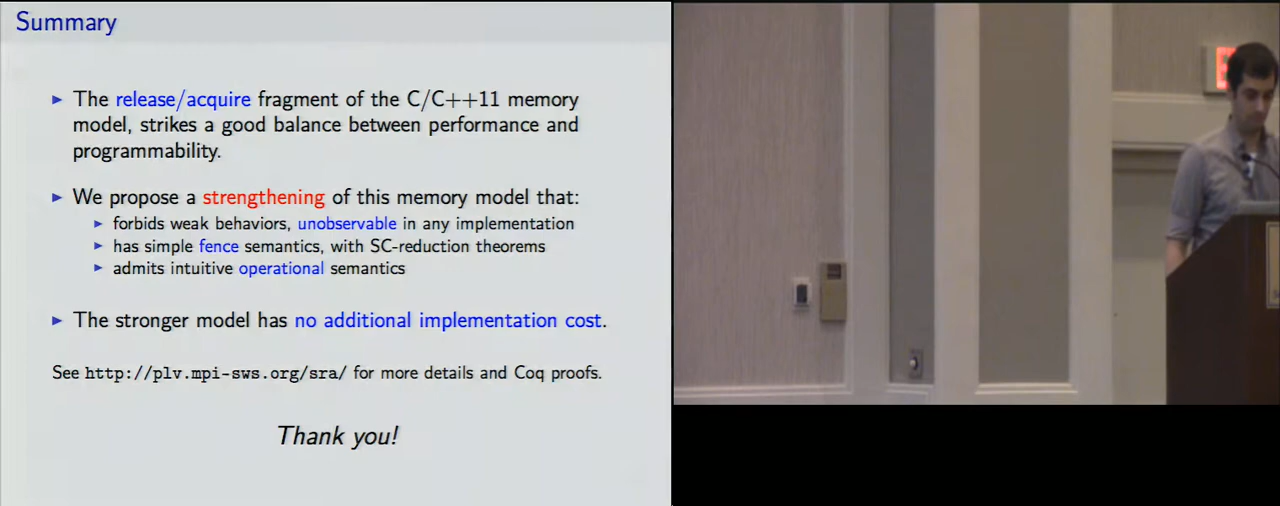 Summary
► The release/acquire fragment of the C/C++11 memory
model, strikes a good balance between performance and
programmability.
► We propose a strengthening of this memory model that:
► forbids weak behaviors, unobservable in any implementation
► has simple fence semantics, with SC-reduction theorems
► admits intuitive operational semantics
► The stronger model has no additional implementation cost.
See http://plv.mpi-sws.org/sra/ for more details and Coq proofs.
Thank you!